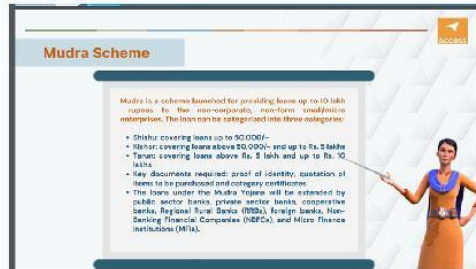 access
Mudra Scheme
Mudra is a scheme launched for providing loans up to 10 lakh
rupees to the non-corporate, non-farm small/micro
enterprises. The loan can be categorized into three categories:
• Shishu: covering loans up to 50,000/-
• Kishor: covering loans above 50,000/- and up to Rs. 5 lakhs
• Tarun: covering loans above Rs. 5 lakh and up to Rs. 10
lakhs
• Key documents required: proof of identity, quotation of
items to be purchased and category certificates
• The loans under the Mudra Yojana will be extended by
public sector banks, private sector banks, cooperative
banks, Regional Rural Banks (RRBs), foreign banks, Non-
Banking Financial Companies (NBFCs), and Micro Finance
Institutions (MFIs).